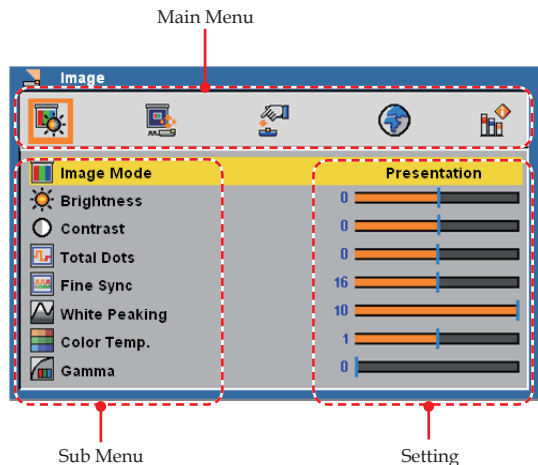 Main Menu
Image
Image Mode Presentation
Brightness 0
Contrast 0
Total Dots 0
Fine Sync 16
White Peaking 10
Color Temp. 1
Gamma 0
Sub Menu Setting